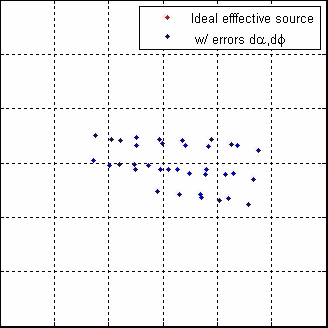 Ideal efffective source
w/ errors dα,dϕ